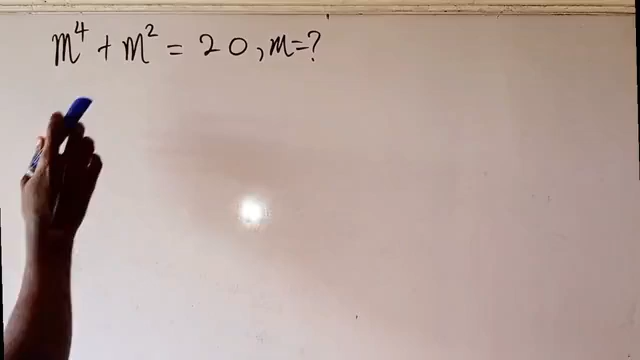 m⁴ + m² = 20, m=?